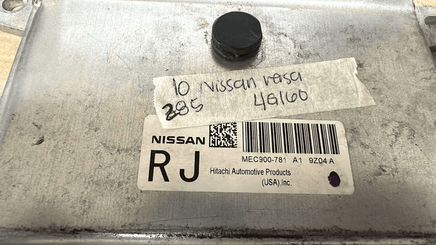 10 Nissan versa
285 4G160
NISSAN
RJ
MEC900-781 A1 9Z04 A
Hitachi Automotive Products
(USA),Inc.